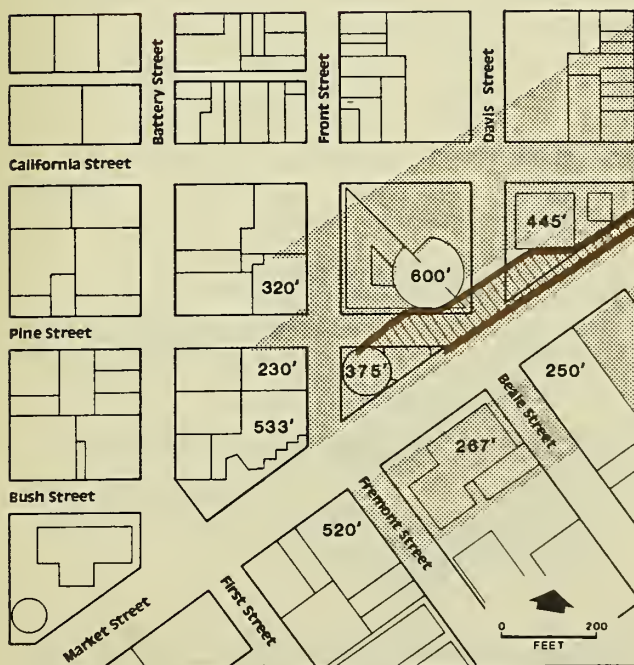 Battery Street
Front Street
Davis Street
California Street
320'
600'
445'
Pine Street
230'
375'
250'
533'
267'
Beale Street
Bush Street
520'
Fremont Street
Market Street
First Street
0 200
FEET